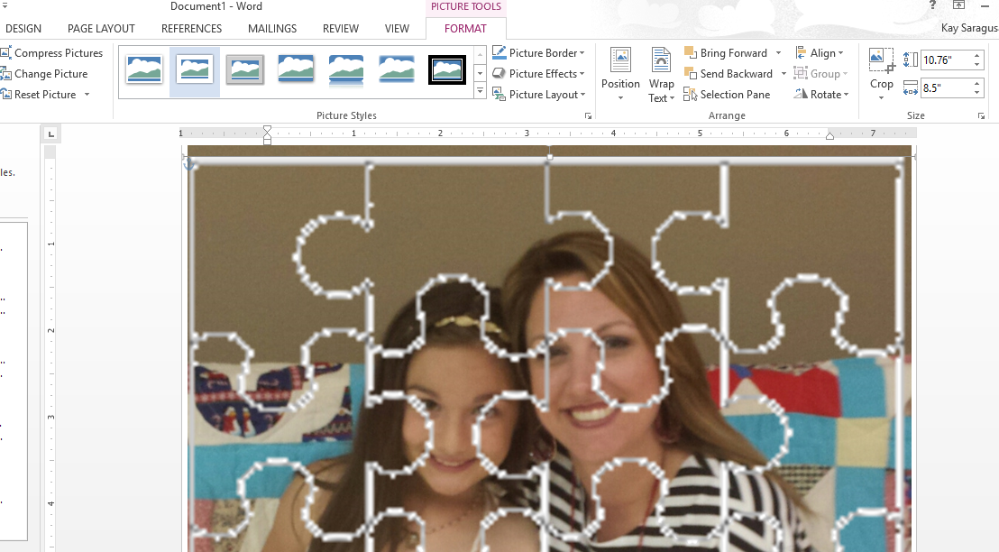 Document1 - Word
PICTURE TOOLS
?
DESIGN PAGE LAYOUT REFERENCES MAILINGS REVIEW VIEW FORMAT
Kay Saragus
Compress Pictures
Change Picture
Reset Picture
Picture Border
Picture Effects
Picture Layout
Position
Wrap
Text
Bring Forward
Send Backward
Selection Pane
Align
Group
Rotate
Crop
10.76"
8.5"
Picture Styles
Arrange
Size
L
1 1 2 3 4 5 6 7
les.
1
2
3
4